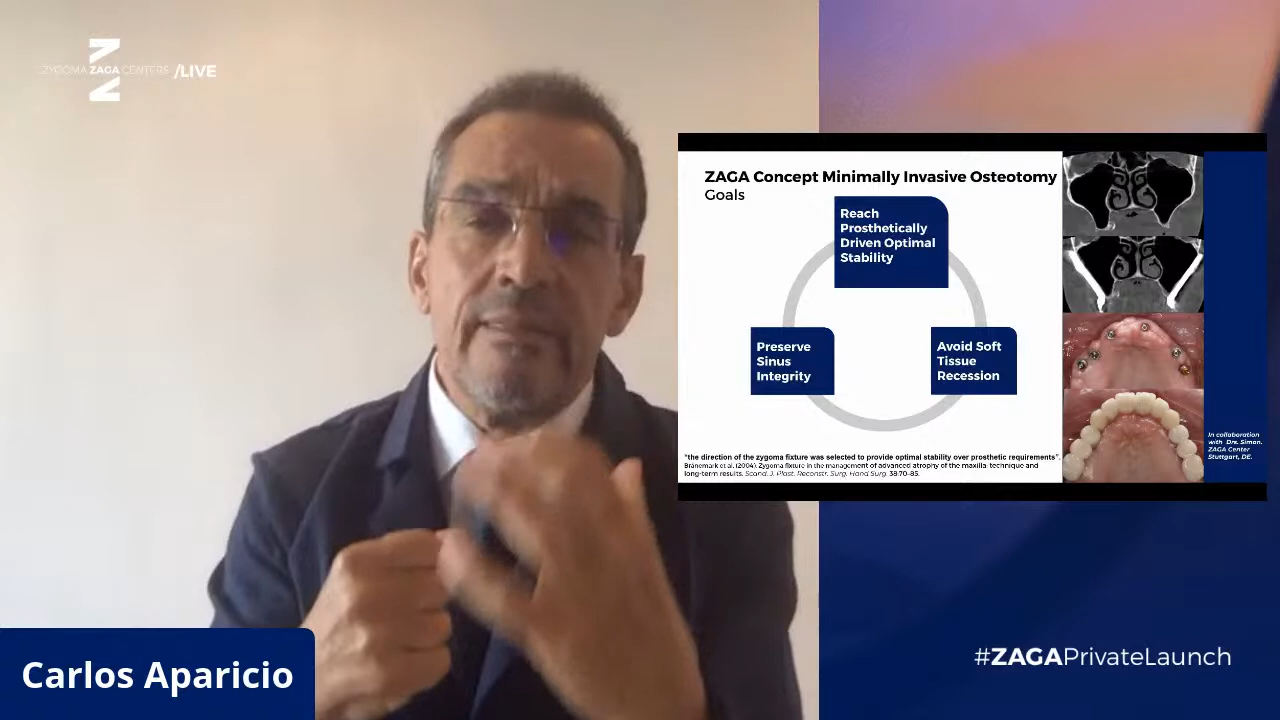 ZYGOMA ZAGA CENTERS /LIVE
ZAGA Concept Minimally Invasive Osteotomy
Goals
Reach
Prosthetically
Driven Optimal
Stability
Preserve
Sinus
Integrity
Avoid Soft
Tissue
Recession
In collaboration
with Drs. Simon.
ZAGA Center
Stuttgart, DE.
"the direction of the zygoma fixture was selected to provide optimal stability over prosthetic requirements".
Brånemark et al. (2004). Zygoma fixture in the management of advanced atrophy of the maxilla: technique and
long-term results. Scand. J. Plast. Reconstr. Surg. Hand Surg. 38:70–85.
Carlos Aparicio
#ZAGAPrivateLaunch